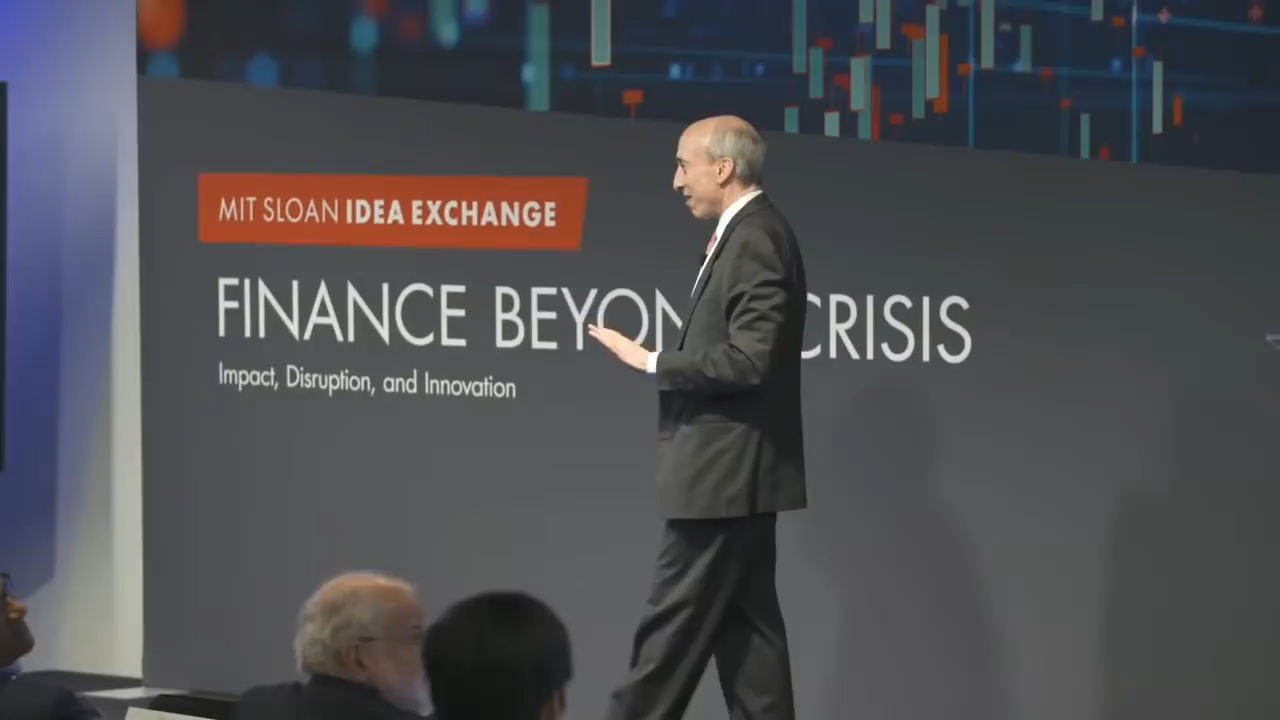 MIT SLOAN IDEA EXCHANGE
FINANCE BEYON CRISIS
Impact, Disruption, and Innovation